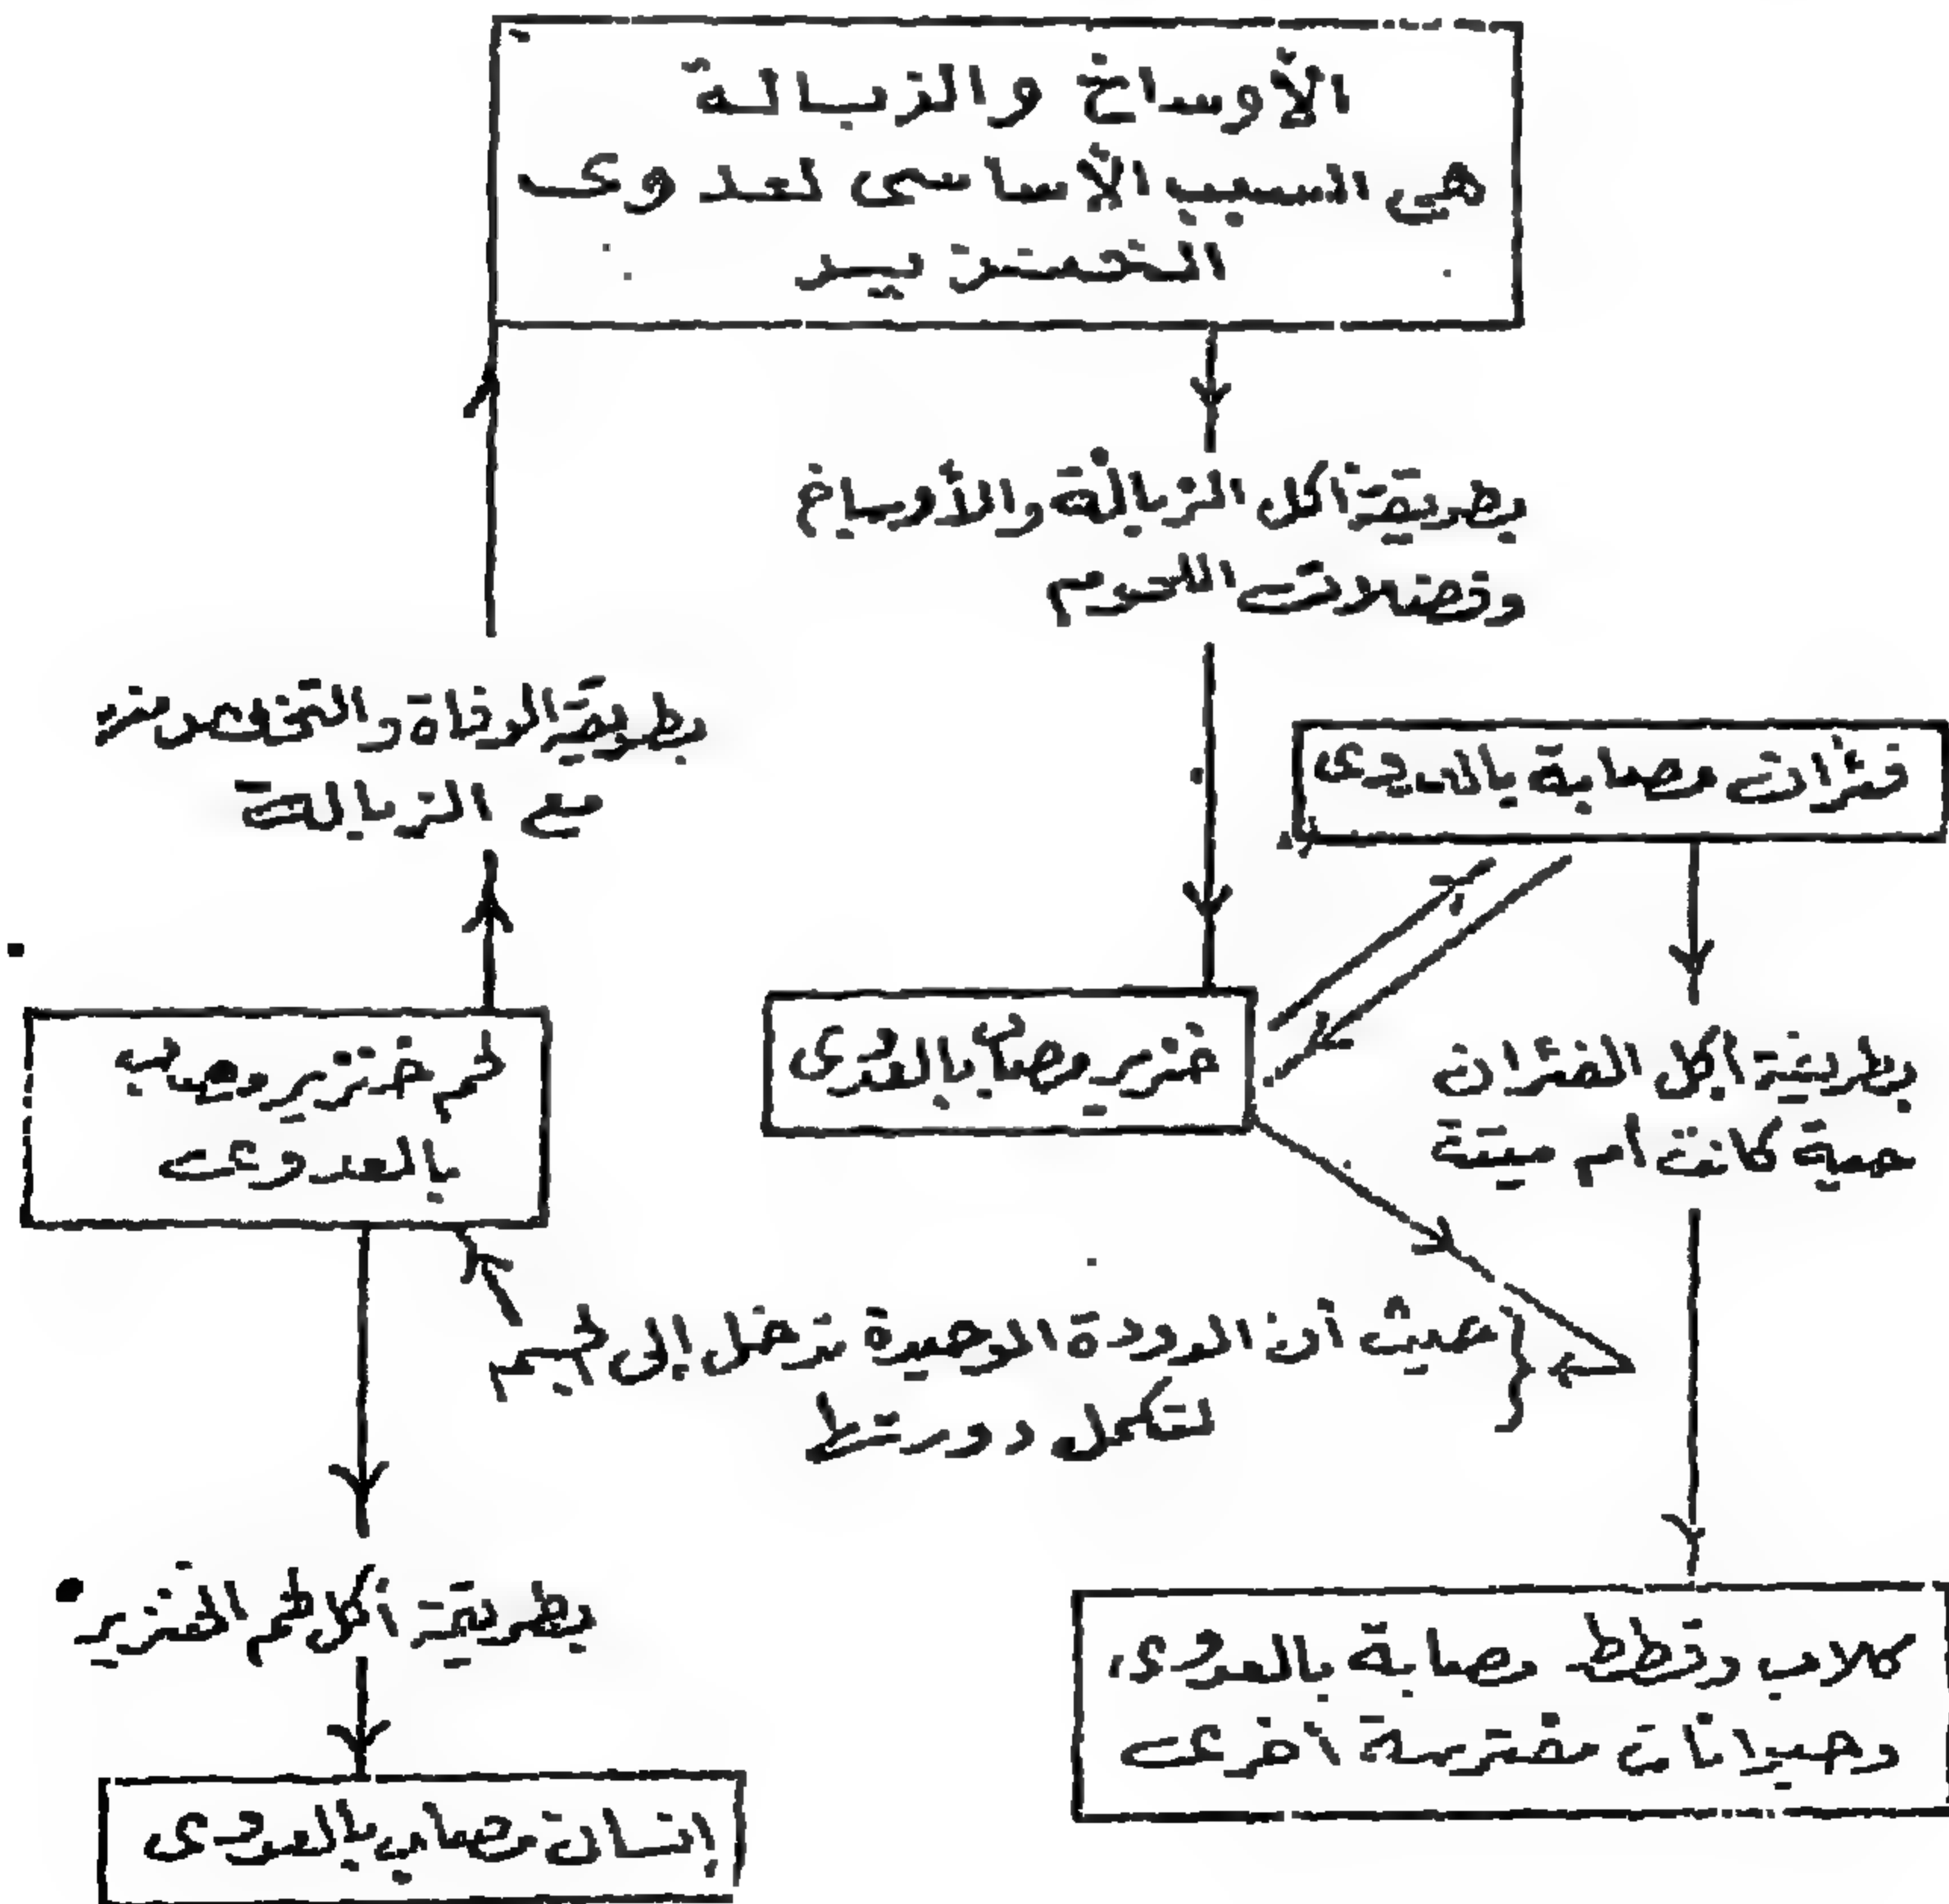 الأوساخ والزبالة
هي السبب الأساسى لعدوى
الخنزير
بطريقة أكل الزبالة والأوساخ
وفضلات اللحوم
بطريقة الوفاة والتخلص منه
مع الزبالة
فئران مصابة بالعدوى
خنزير مصاب بالعدوى
لحم خنزير مصاب
بالعدوى
بطريقة أكل الفئران
حية كانت أم ميتة
حيث أن الدودة الوحيدة تدخل إلى الجسم
لتكمل دورتها
بطريقة أكل لحم الخنزير
كلاب وقطط مصابة بالعدوى
وحيوانات مفترسة أخرى
إنسان مصاب بالعدوى